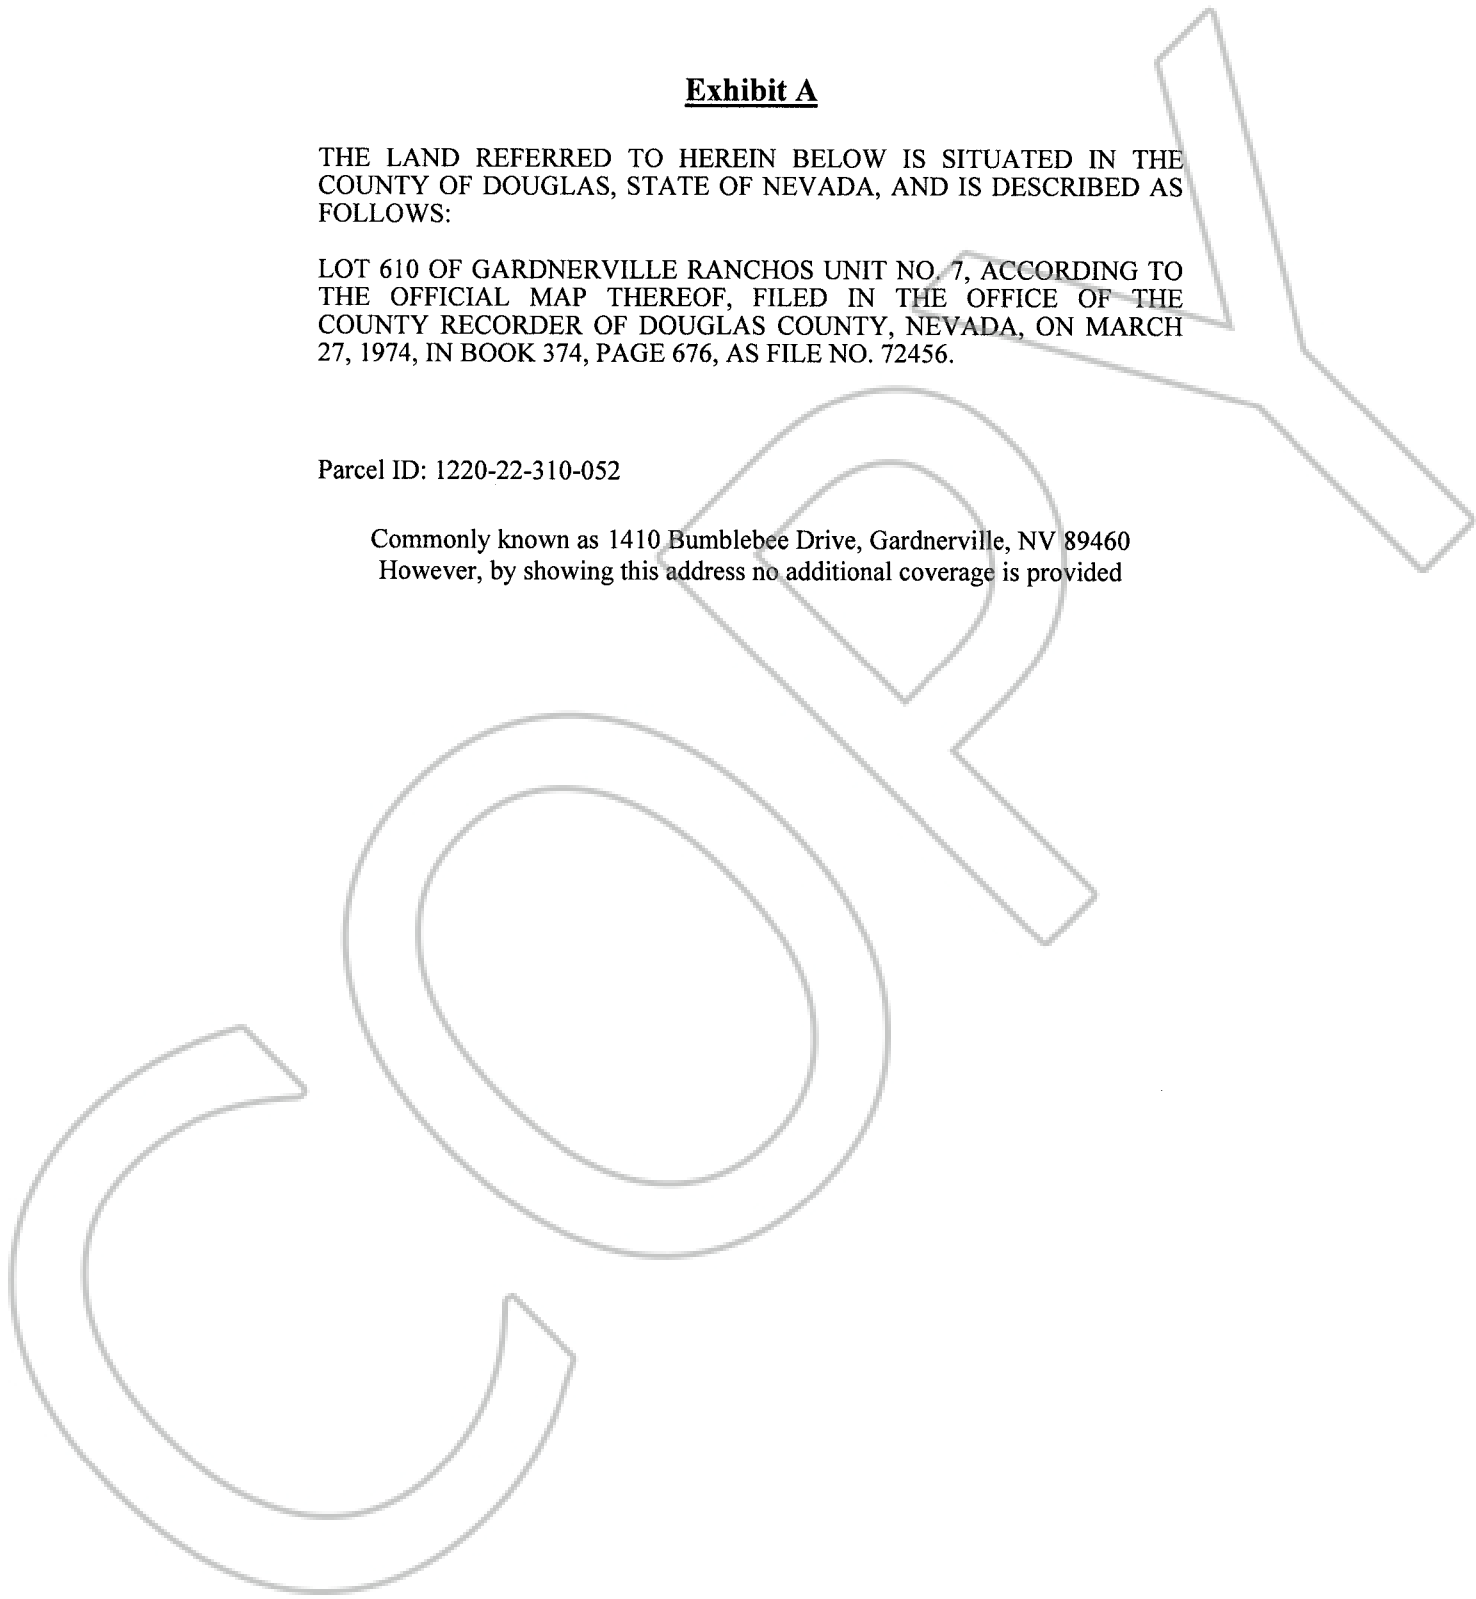 Exhibit A
THE LAND REFERRED TO HEREIN BELOW IS SITUATED IN THE
COUNTY OF DOUGLAS, STATE OF NEVADA, AND IS DESCRIBED AS
FOLLOWS:
LOT 610 OF GARDNERVILLE RANCHOS UNIT NO. 7, ACCORDING TO
THE OFFICIAL MAP THEREOF, FILED IN THE OFFICE OF THE
COUNTY RECORDER OF DOUGLAS COUNTY, NEVADA, ON MARCH
27, 1974, IN BOOK 374, PAGE 676, AS FILE NO. 72456.
Parcel ID: 1220-22-310-052
Commonly known as 1410 Bumblebee Drive, Gardnerville, NV 89460
However, by showing this address no additional coverage is provided
COPY